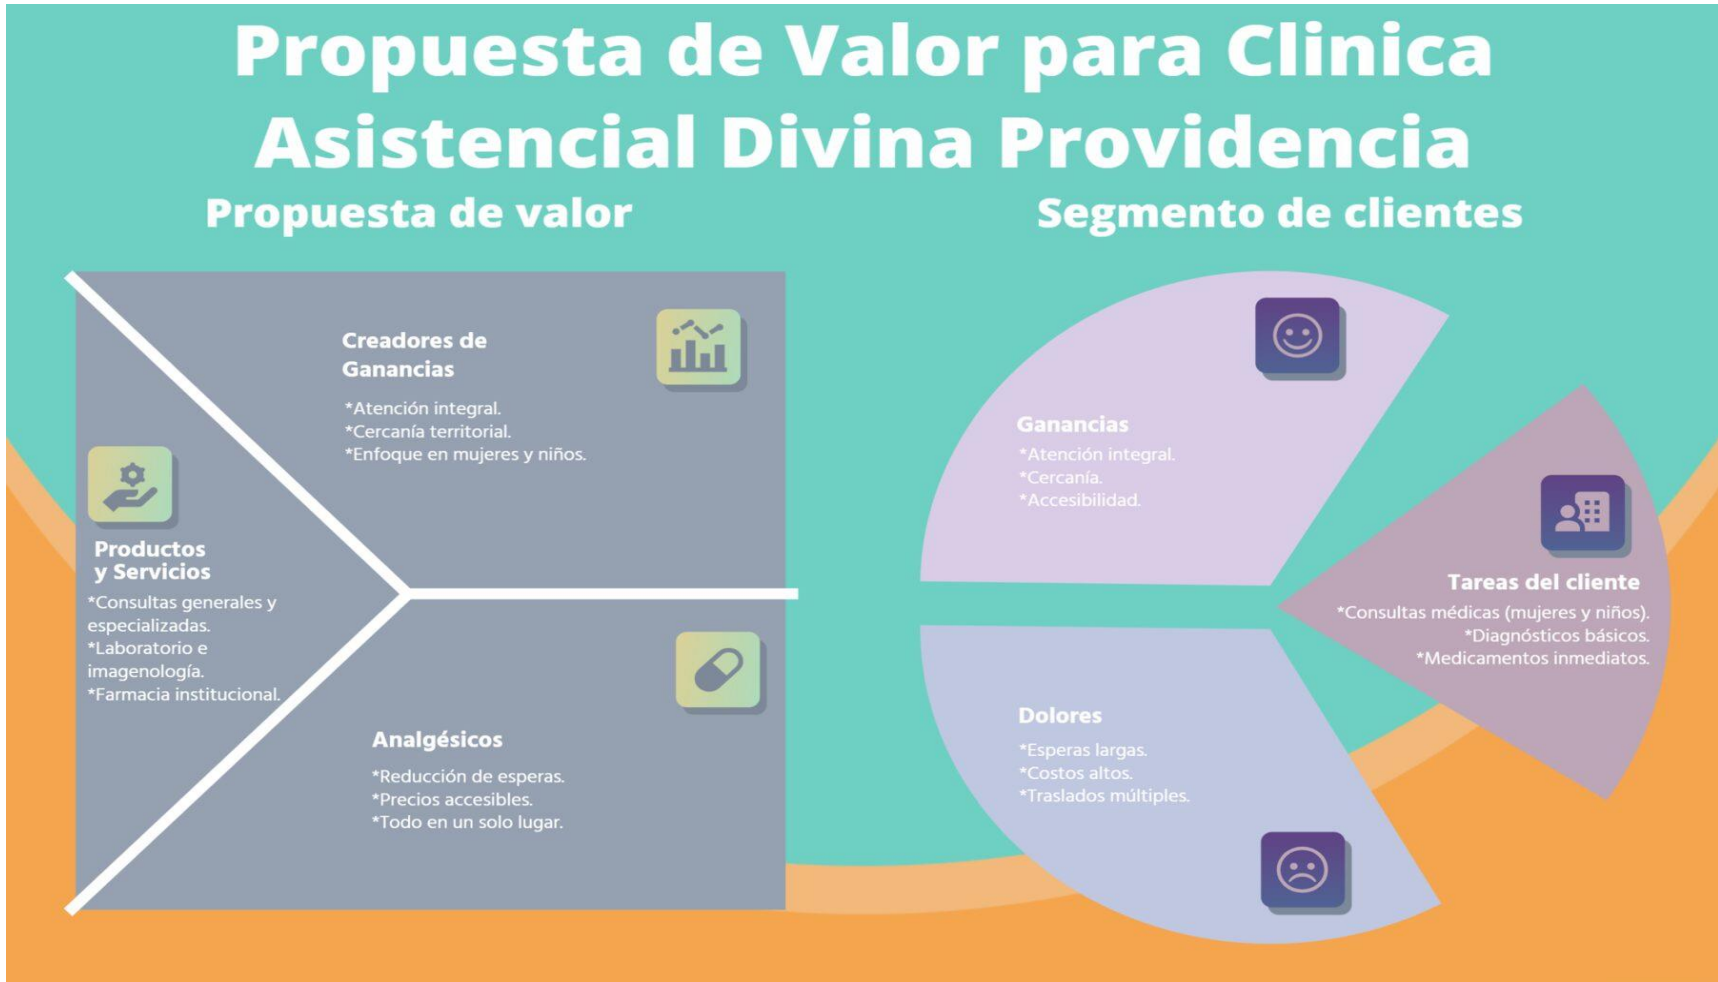 Propuesta de Valor para Clinica
Asistencial Divina Providencia
Propuesta de valor
Segmento de clientes
Creadores de
Ganancias
*Atención integral.
*Cercanía territorial.
*Enfoque en mujeres y niños.
Productos
y Servicios
*Consultas generales y
especializadas.
*Laboratorio e
imagenología.
*Farmacia institucional.
Analgésicos
*Reducción de esperas.
*Precios accesibles.
*Todo en un solo lugar.
Ganancias
*Atención integral.
*Cercanía.
*Accesibilidad.
Tareas del cliente
*Consultas médicas (mujeres y niños).
*Diagnósticos básicos.
*Medicamentos inmediatos.
Dolores
*Esperas largas.
*Costos altos.
*Traslados múltiples.